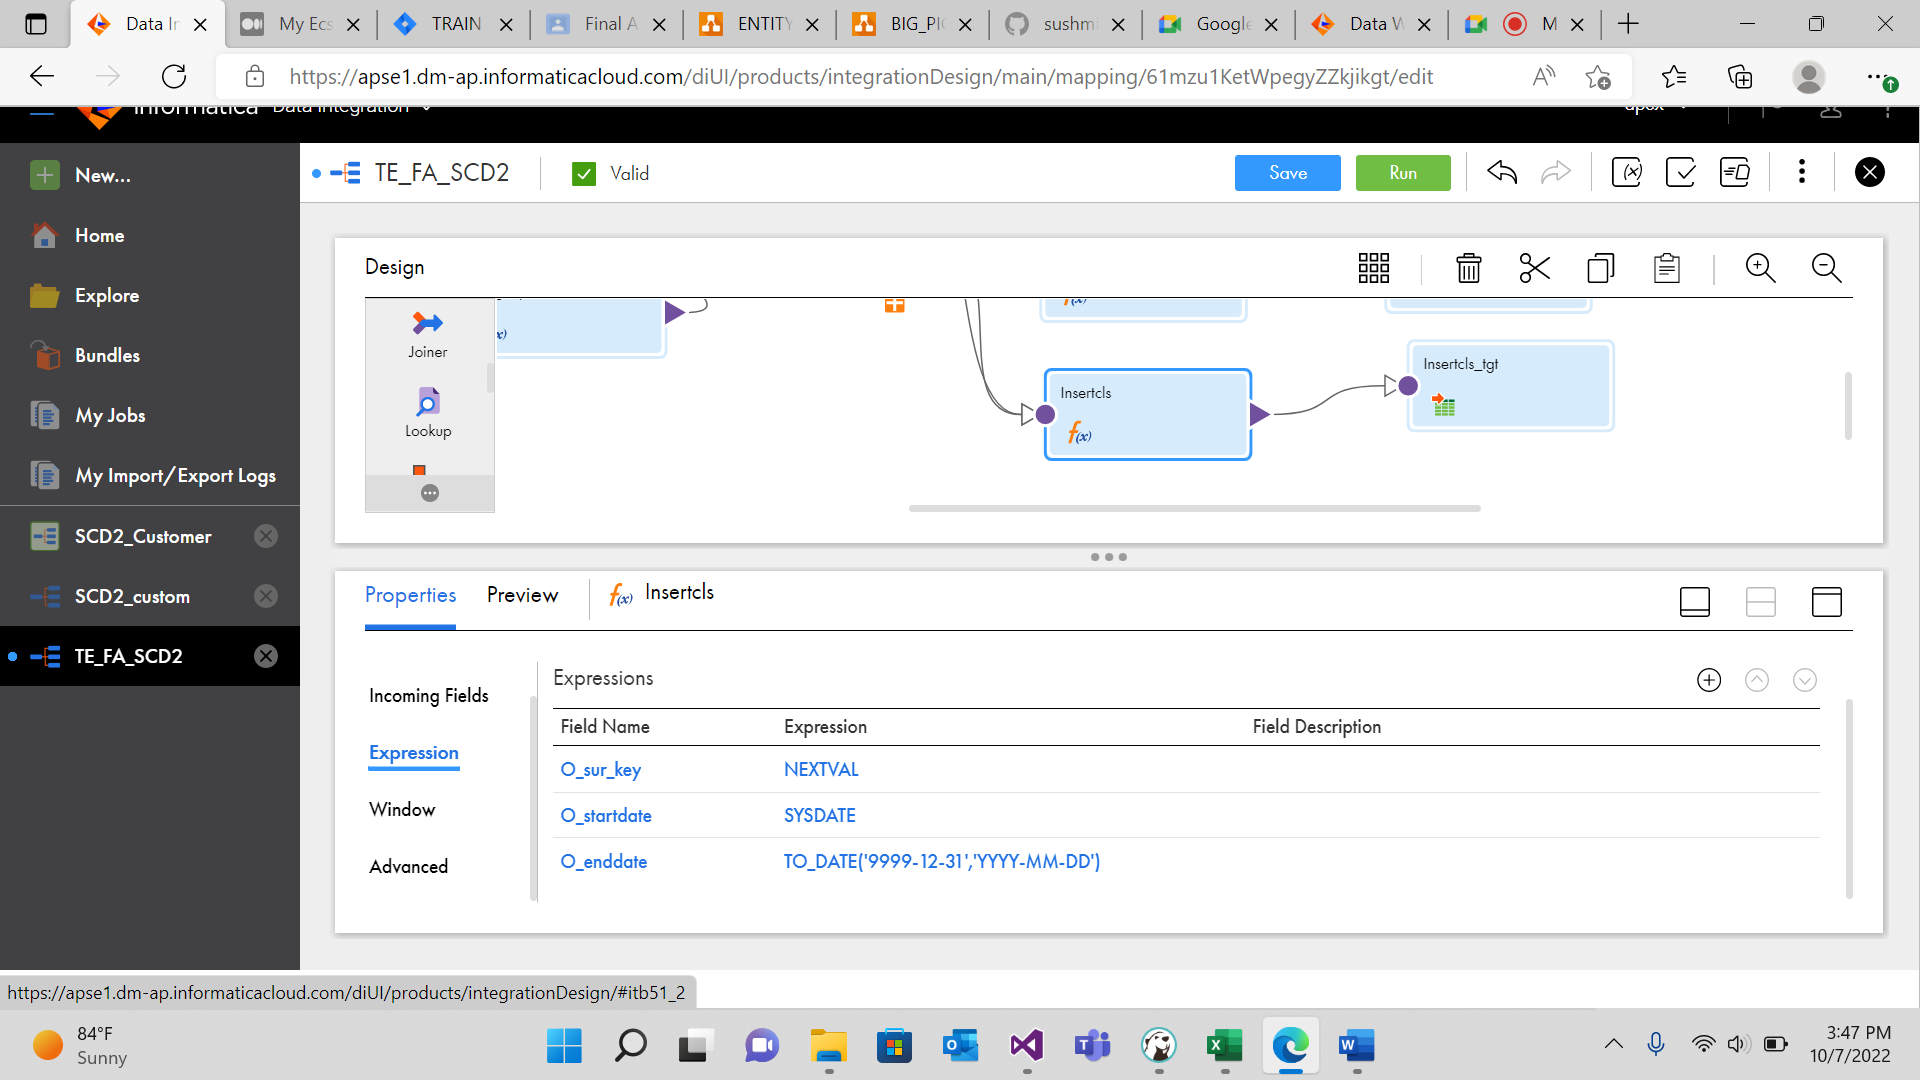 Data In
My Ecs
TRAIN
Final A
ENTITY
BIG_PIC
sushmi
Google
Data W
M
https://apse1.dm-ap.informaticacloud.com/diUI/products/integrationDesign/main/mapping/61mzu1KetWpegyZZkjikgt/edit
Informatica Data Integration
apex
New...
TE_FA_SCD2
Valid
Save
Run
Home
Explore
Bundles
My Jobs
My Import/Export Logs
SCD2_Customer
SCD2_custom
TE_FA_SCD2
Design
Joiner
Lookup
Insertcls
f(x)
Insertcls_tgt
Properties
Preview
f(x) Insertcls
Incoming Fields
Expression
Window
Advanced
Expressions
Field Name Expression Field Description
O_sur_key NEXTVAL
O_startdate SYSDATE
O_enddate TO_DATE('9999-12-31','YYYY-MM-DD')
https://apse1.dm-ap.informaticacloud.com/diUI/products/integrationDesign/#itb51_2
84°F
Sunny
3:47 PM
10/7/2022